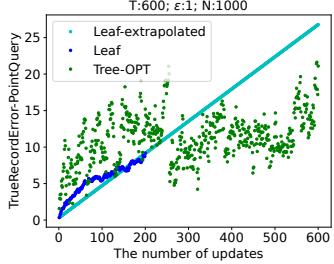 T:600; ε:1; N:1000
Leaf-extrapolated
Leaf
Tree-OPT
TrueRecordError-PointQuery
25
20
15
10
5
0
0 100 200 300 400 500 600
The number of updates